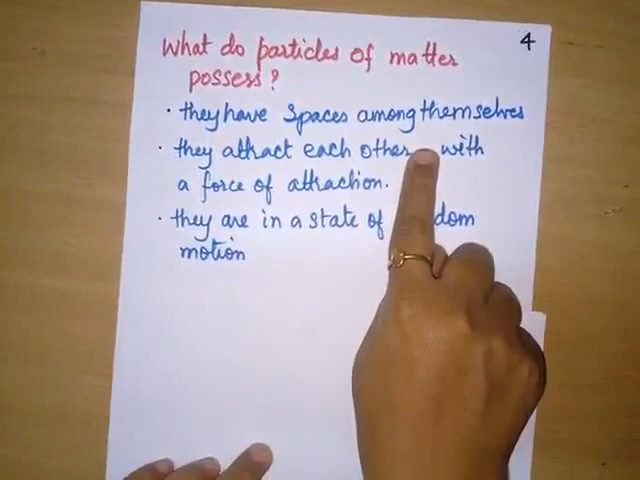 4
What do particles of matter
possess?
· they have spaces among themselves
· they attract each other with
a force of attraction.
· they are in a state of dom
motion